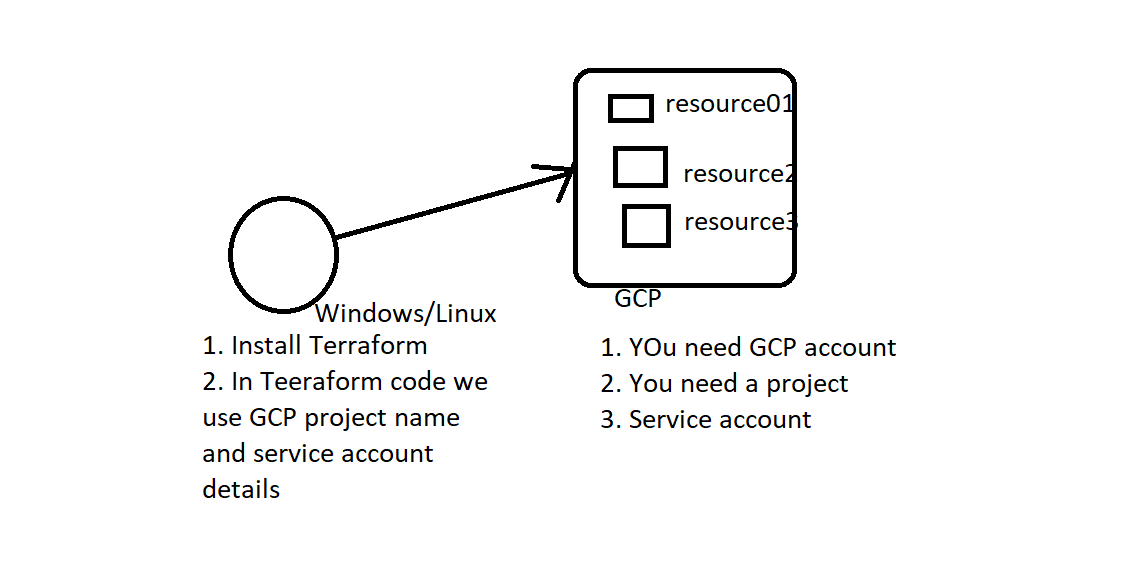 resource01
resource2
resource3
GCP
Windows/Linux
1. Install Terraform
2. In Teeraform code we
use GCP project name
and service account
details
1. YOu need GCP account
2. You need a project
3. Service account